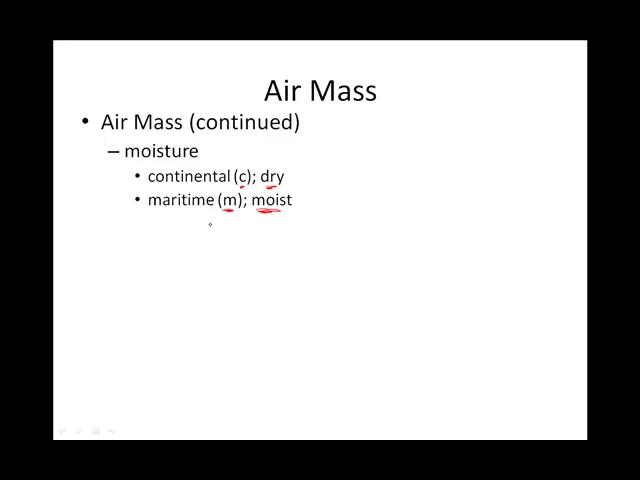 Air Mass
• Air Mass (continued)
– moisture
• continental (c); dry
• maritime (m); moist